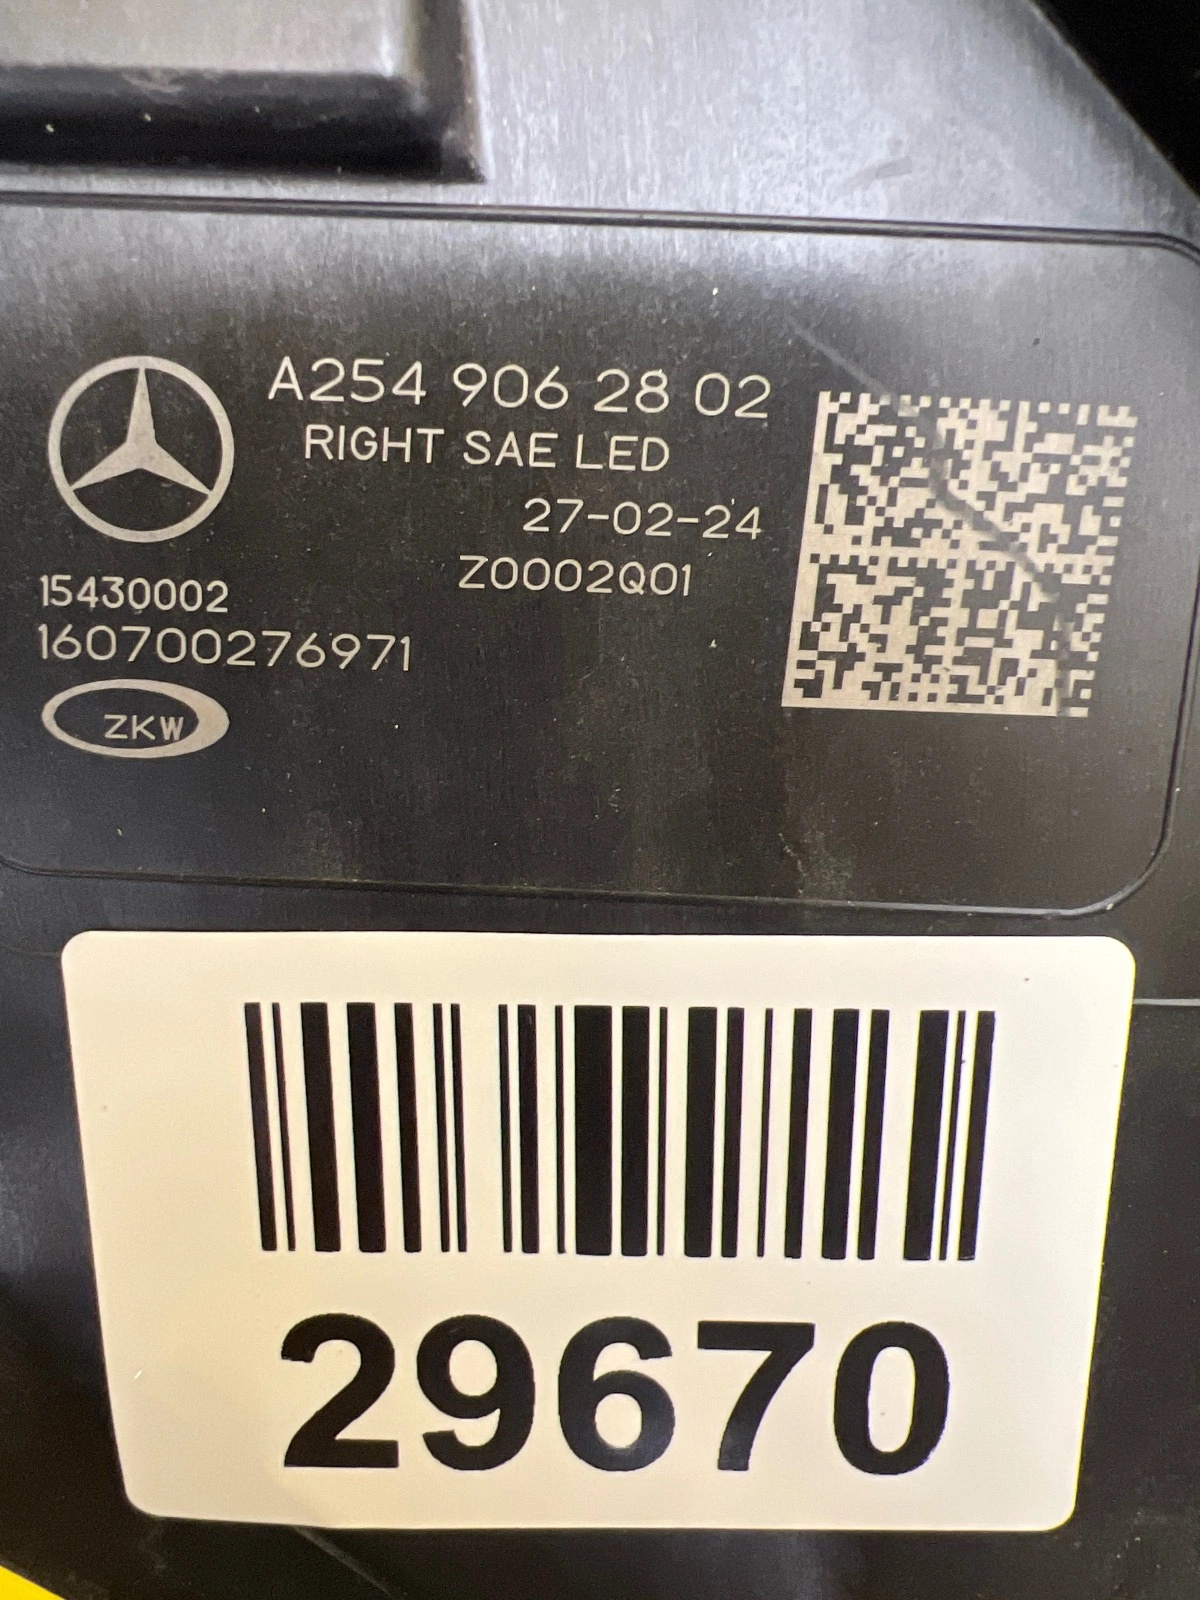 A254 906 28 02
RIGHT SAE LED
27-02-24
Z0002Q01
15430002
160700276971
ZKW
29670